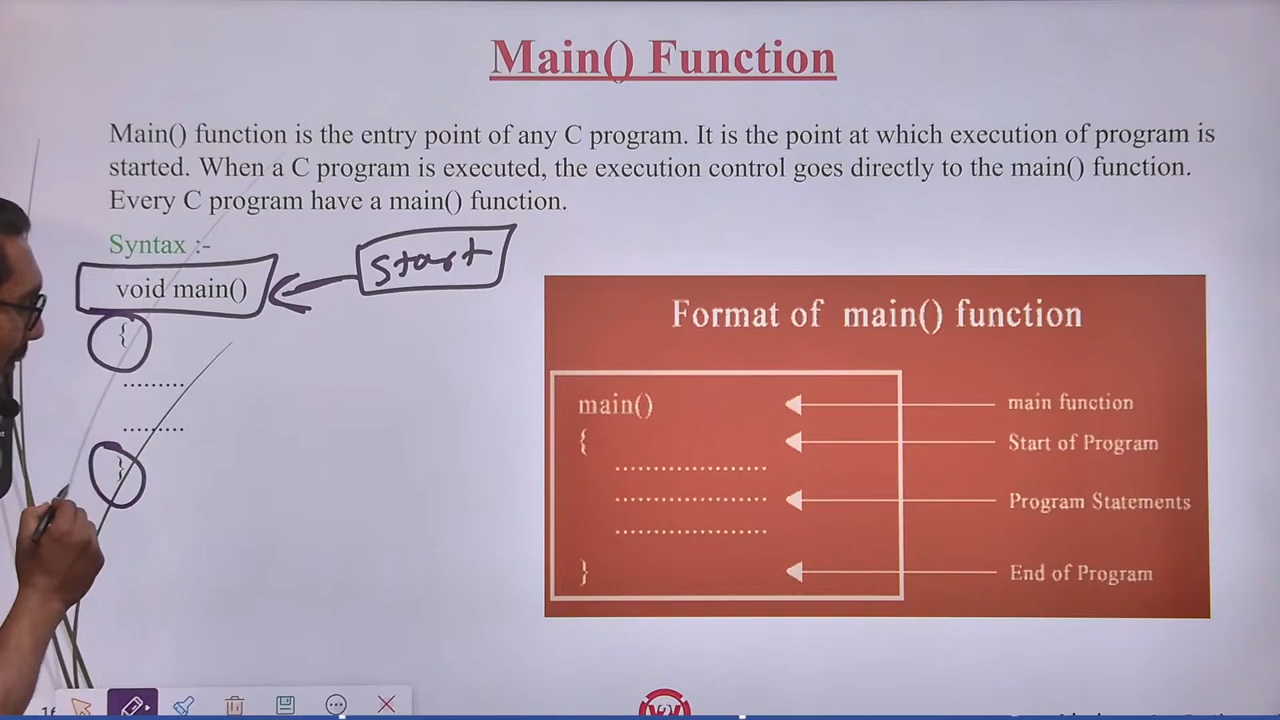 Main() Function
Main() function is the entry point of any C program. It is the point at which execution of program is
started. When a C program is executed, the execution control goes directly to the main() function.
Every C program have a main() function.
Syntax :-
start
void main()
{
..........
..........
}
Format of main() function
main()
main function
{
Start of Program
....................
....................
Program Statements
....................
}
End of Program